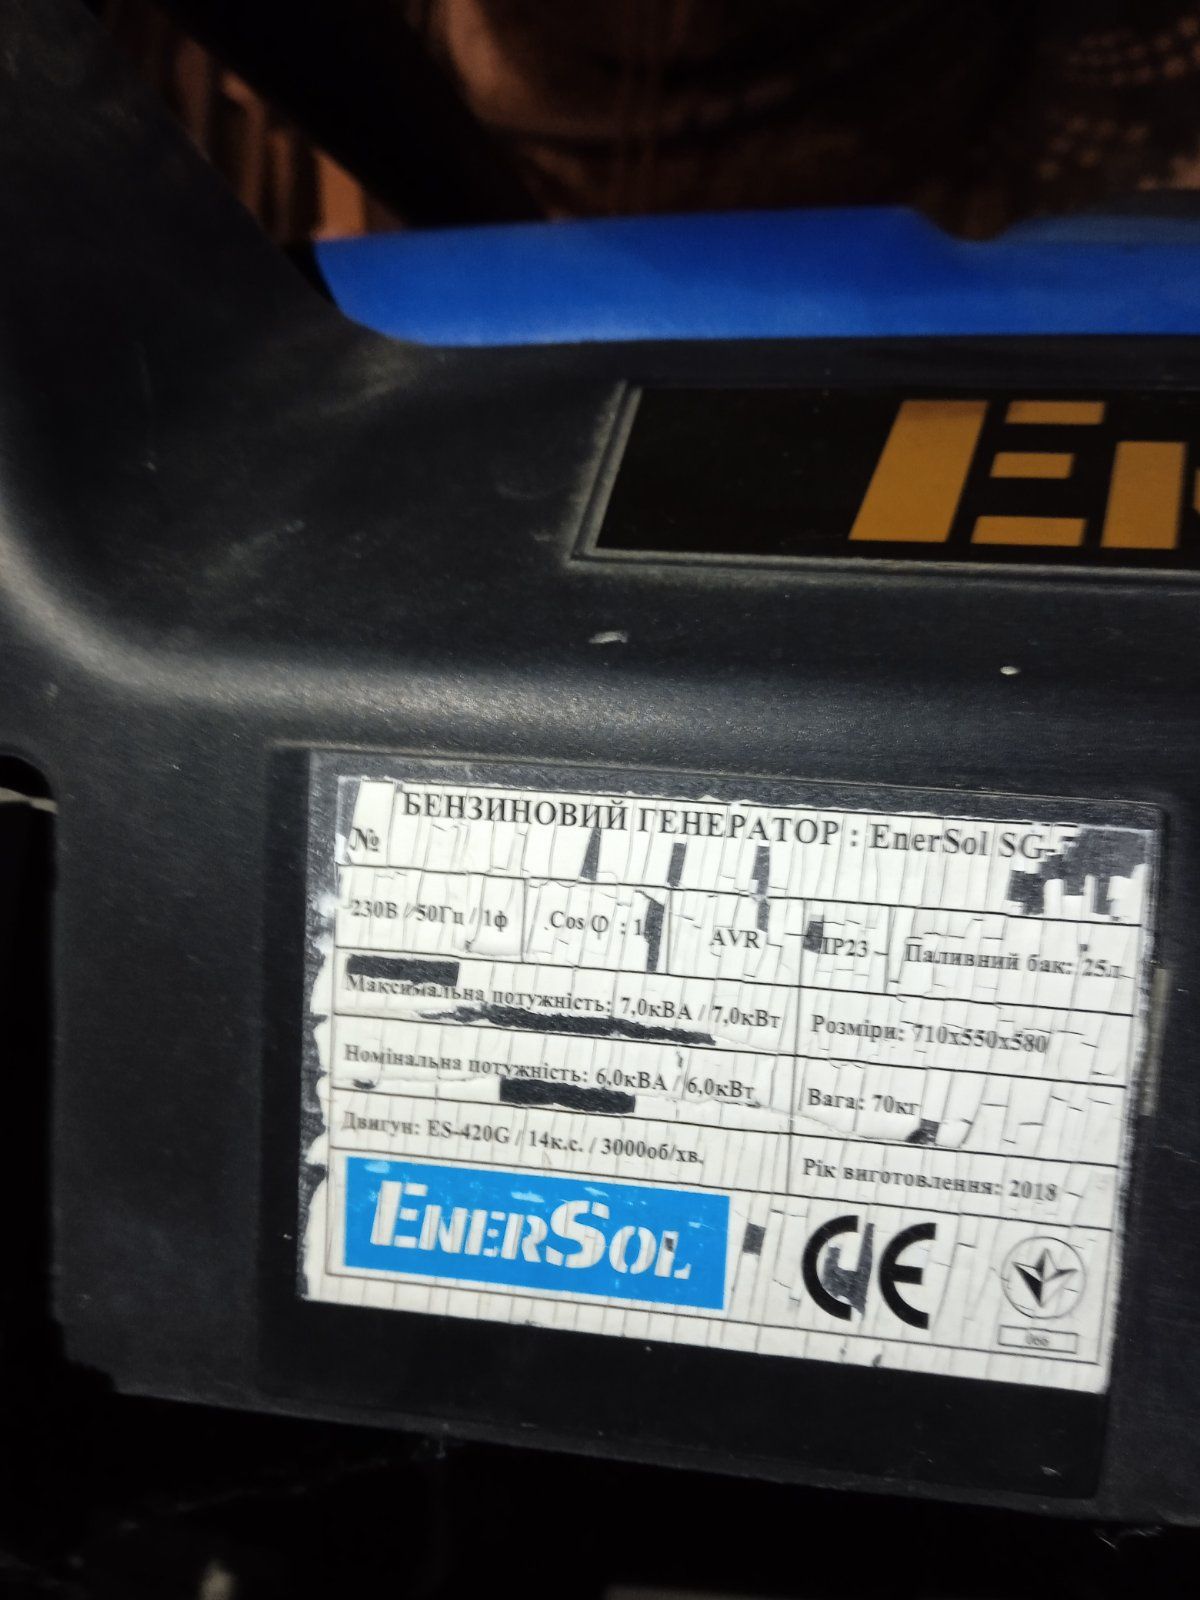 БЕНЗИНОВИЙ ГЕНЕРАТОР : EnerSol SG-7
№
230В / 50Гц / 1ф Cos φ : 1 AVR IP23 Паливний бак: 25л
Максимальна потужність: 7,0кВА / 7,0кВт Розміри: 710х550х580
Номінальна потужність: 6,0кВА / 6,0кВт Вага: 70кг
Двигун: ES-420G / 14к.с. / 3000об/хв. Рік виготовлення: 2018
ENERSOL CE